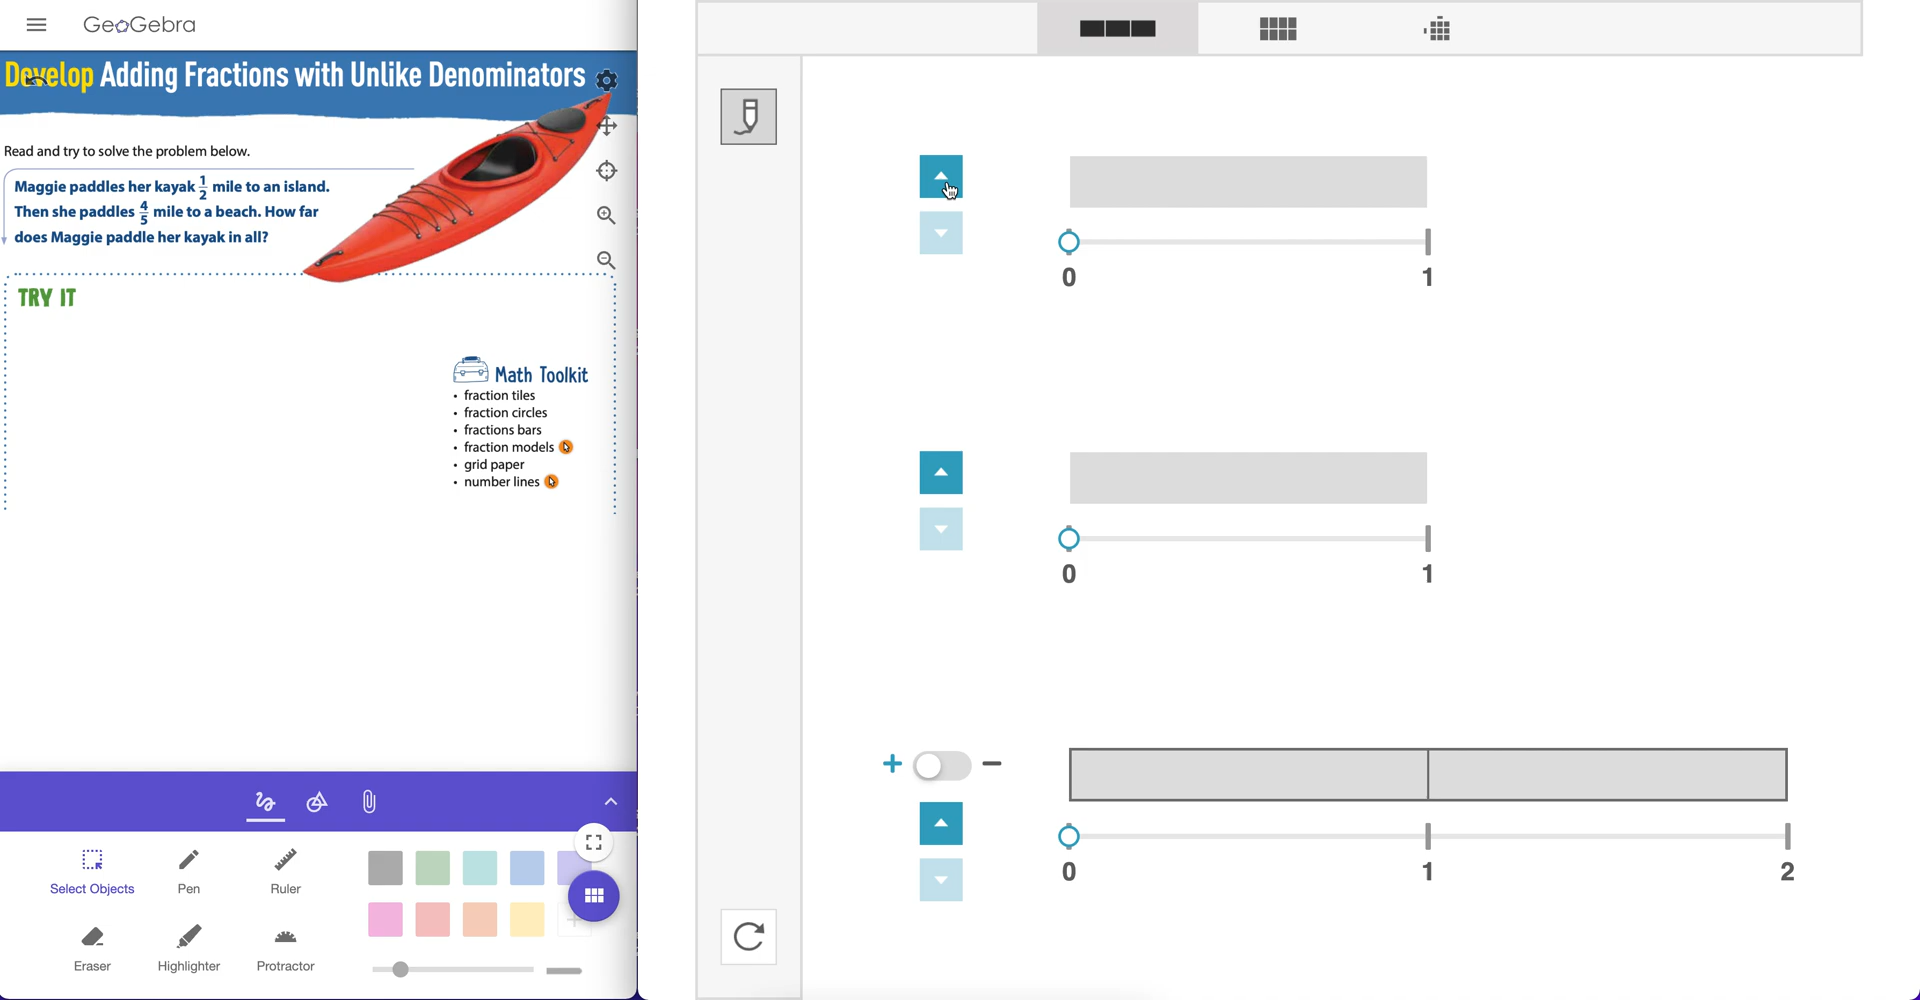 GeoGebra
Develop Adding Fractions with Unlike Denominators
Read and try to solve the problem below.
Maggie paddles her kayak 1/2 mile to an island.
Then she paddles 4/5 mile to a beach. How far
does Maggie paddle her kayak in all?
TRY IT
Math Toolkit
• fraction tiles
• fraction circles
• fractions bars
• fraction models
• grid paper
• number lines
Select Objects
Pen
Ruler
Eraser
Highlighter
Protractor
0 1
0 1
+ −
0 1 2